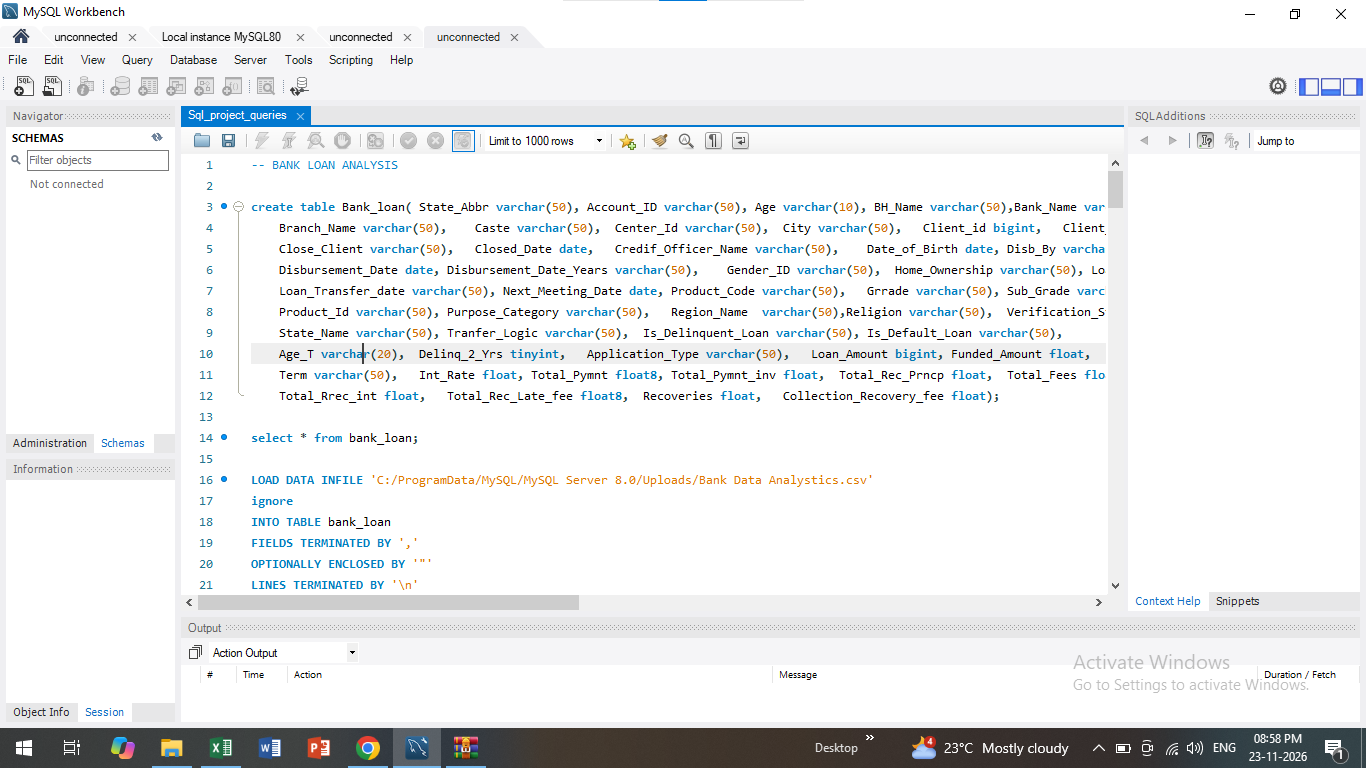 MySQL Workbench
unconnected
Local instance MySQL80
unconnected
unconnected
File Edit View Query Database Server Tools Scripting Help
Navigator
SCHEMAS
Filter objects
Not connected
Administration Schemas
Information
Object Info Session
Sql_project_queries
Limit to 1000 rows
1 -- BANK LOAN ANALYSIS
2
3 create table Bank_loan( State_Abbr varchar(50), Account_ID varchar(50), Age varchar(10), BH_Name varchar(50),Bank_Name var
4 Branch_Name varchar(50), Caste varchar(50), Center_Id varchar(50), City varchar(50), Client_id bigint, Client_
5 Close_Client varchar(50), Closed_Date date, Credif_Officer_Name varchar(50), Date_of_Birth date, Disb_By varcha
6 Disbursement_Date date, Disbursement_Date_Years varchar(50), Gender_ID varchar(50), Home_Ownership varchar(50), Lo
7 Loan_Transfer_date varchar(50), Next_Meeting_Date date, Product_Code varchar(50), Grrade varchar(50), Sub_Grade varc
8 Product_Id varchar(50), Purpose_Category varchar(50), Region_Name varchar(50),Religion varchar(50), Verification_S
9 State_Name varchar(50), Tranfer_Logic varchar(50), Is_Delinquent_Loan varchar(50), Is_Default_Loan varchar(50),
10 Age_T varchar(20), Delinq_2_Yrs tinyint, Application_Type varchar(50), Loan_Amount bigint, Funded_Amount float,
11 Term varchar(50), Int_Rate float, Total_Pymnt float8, Total_Pymnt_inv float, Total_Rec_Prncp float, Total_Fees flo
12 Total_Rrec_int float, Total_Rec_Late_fee float8, Recoveries float, Collection_Recovery_fee float);
13
14 select * from bank_loan;
15
16 LOAD DATA INFILE 'C:/ProgramData/MySQL/MySQL Server 8.0/Uploads/Bank Data Analystics.csv'
17 ignore
18 INTO TABLE bank_loan
19 FIELDS TERMINATED BY ','
20 OPTIONALLY ENCLOSED BY '"'
21 LINES TERMINATED BY '\n'
SQLAdditions
Jump to
Context Help Snippets
Output
Action Output
# Time Action Message Duration / Fetch
Activate Windows
Go to Settings to activate Windows.
Desktop
4
23°C Mostly cloudy
ENG
08:58 PM
23-11-2026
1